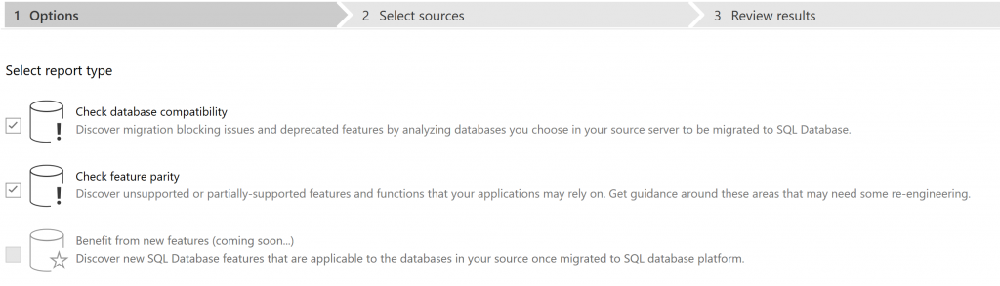 1 Options
2 Select sources
3 Review results
Select report type
Check database compatibility
Discover migration blocking issues and deprecated features by analyzing databases you choose in your source server to be migrated to SQL Database.
Check feature parity
Discover unsupported or partially-supported features and functions that your applications may rely on. Get guidance around these areas that may need some re-engineering.
Benefit from new features (coming soon...)
Discover new SQL Database features that are applicable to the databases in your source once migrated to SQL database platform.